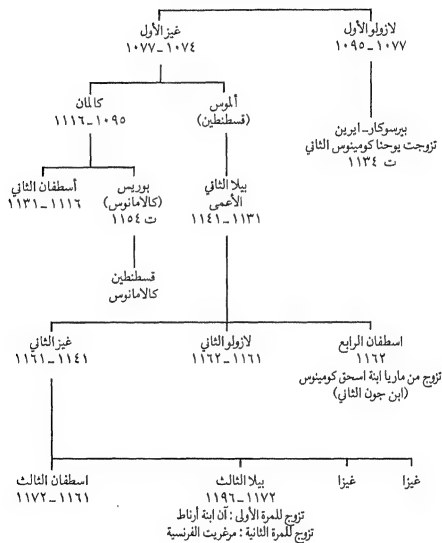 لازولو الأول
١٠٧٧–١٠٩٥
غيز الأول
١٠٧٤–١٠٧٧
بيرسوكار-ايرين
تزوجت يوحنا كومينوس الثاني
ت ١١٣٤
ألموس
(قسطنطين)
كالمان
١٠٩٥–١١١٦
بيلا الثاني
الأعمى
١١٣١–١١٤١
بوريس
(كالامانوس)
ت ١١٥٤
أسطفان الثاني
١١١٦–١١٣١
قسطنطين
كالامانوس
اسطفان الرابع
١١٦٢
تزوج من ماريا ابنة اسحق كومينوس
(ابن جون الثاني)
لازولو الثاني
١١٦١–١١٦٢
غيز الثاني
١١٤١–١١٦١
غيزا
غيزا
بيلا الثالث
١١٧٢–١١٩٦
تزوج للمرة الأولى : آن ابنة أرناط
تزوج للمرة الثانية : مرغريت الفرنسية
اسطفان الثالث
١١٦١–١١٧٢